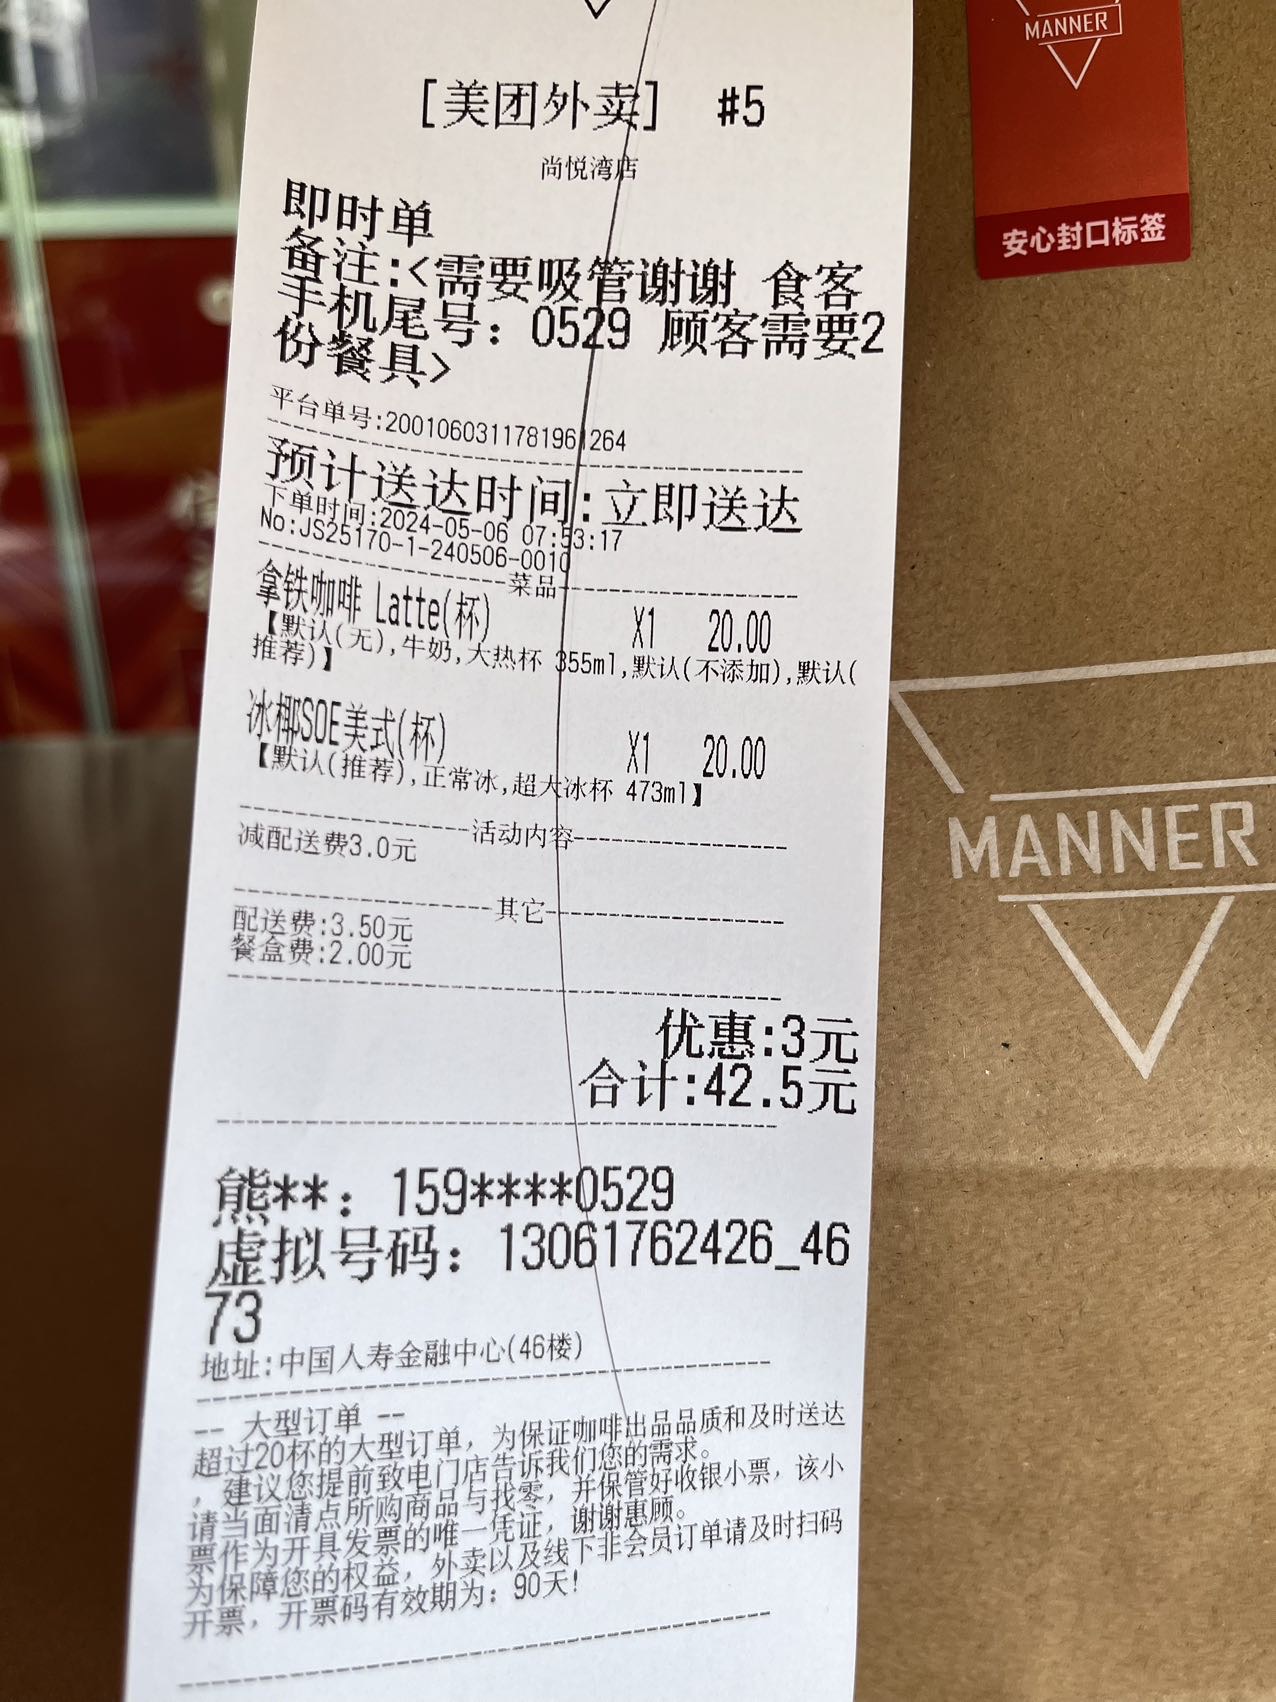 MANNER
安心封口标签
[美团外卖] #5
尚悦湾店
即时单
备注:<需要吸管谢谢 食客
手机尾号：0529 顾客需要2
份餐具>
平台单号:2001060311781961264
预计送达时间:立即送达
下单时间:2024-05-06 07:53:17
No:JS25170-1-240506-0010
菜品
拿铁咖啡 Latte(杯) X1 20.00
【默认(无),牛奶,大热杯 355ml,默认(不添加),默认(
推荐)】
冰椰SOE美式(杯) X1 20.00
【默认(推荐),正常冰,超大冰杯 473ml】
活动内容
减配送费3.0元
其它
配送费:3.50元
餐盒费:2.00元
优惠:3元
合计:42.5元
熊**：159****0529
虚拟号码：13061762426_46
73
地址:中国人寿金融中心(46楼)
-- 大型订单 --
超过20杯的大型订单，为保证咖啡出品品质和及时送达
，建议您提前致电门店告诉我们您的需求。
请当面清点所购商品与找零，并保管好收银小票，该小
票作为开具发票的唯一凭证，谢谢惠顾。
为保障您的权益，外卖以及线下非会员订单请及时扫码
开票，开票码有效期为：90天!
MANNER